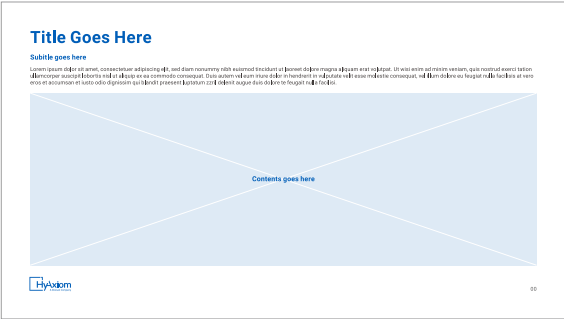 Title Goes Here
Subitle goes here
Lorem ipsum dolor sit amet, consectetuer adipiscing elit, sed diam nonummy nibh euismod tincidunt ut laoreet dolore magna aliquam erat volutpat. Ut wisi enim ad minim veniam, quis nostrud exerci tation
ullamcorper suscipit lobortis nisl ut aliquip ex ea commodo consequat. Duis autem vel eum iriure dolor in hendrerit in vulputate velit esse molestie consequat, vel illum dolore eu feugiat nulla facilisis at vero
eros et accumsan et iusto odio dignissim qui blandit praesent luptatum zzril delenit augue duis dolore te feugait nulla facilisi.
Contents goes here
HyAxiom
00